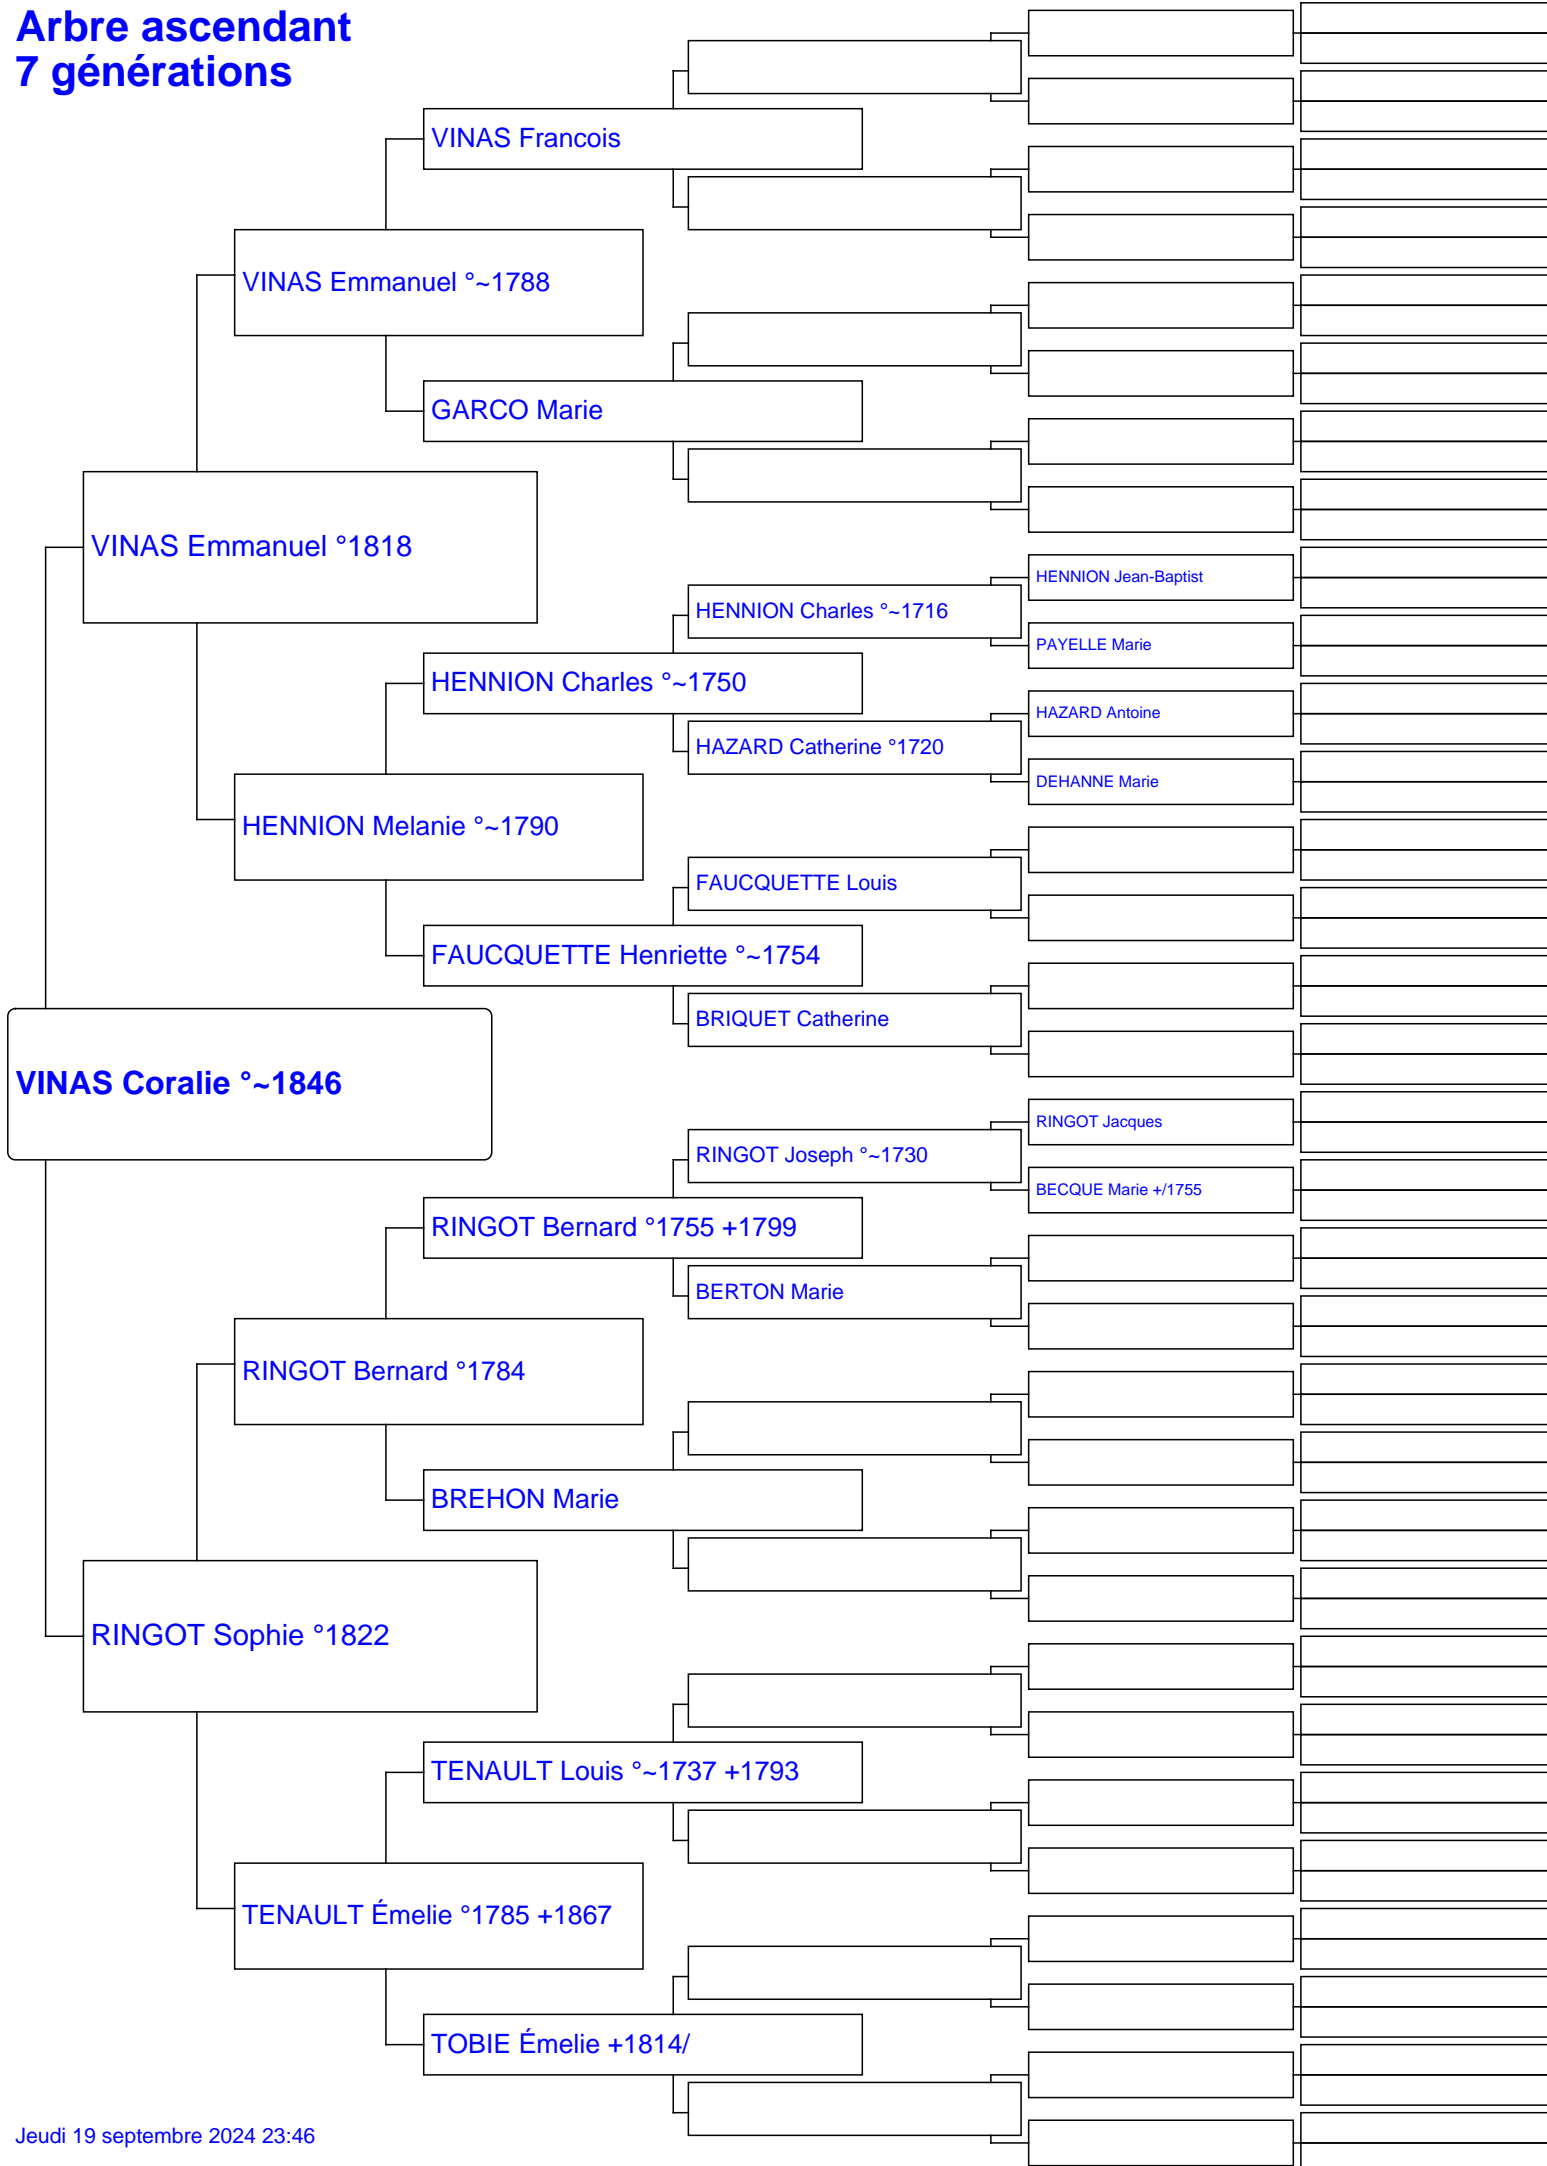 Arbre ascendant
7 générations
VINAS Francois
VINAS Emmanuel °~1788
GARCO Marie
VINAS Emmanuel °1818
HENNION Jean-Baptist
HENNION Charles °~1716
PAYELLE Marie
HENNION Charles °~1750
HAZARD Antoine
HAZARD Catherine °1720
DEHANNE Marie
HENNION Melanie °~1790
FAUCQUETTE Louis
FAUCQUETTE Henriette °~1754
BRIQUET Catherine
VINAS Coralie °~1846
RINGOT Jacques
RINGOT Joseph °~1730
BECQUE Marie +/1755
RINGOT Bernard °1755 +1799
BERTON Marie
RINGOT Bernard °1784
BREHON Marie
RINGOT Sophie °1822
TENAULT Louis °~1737 +1793
TENAULT Émelie °1785 +1867
TOBIE Émelie +1814/
Jeudi 19 septembre 2024 23:46